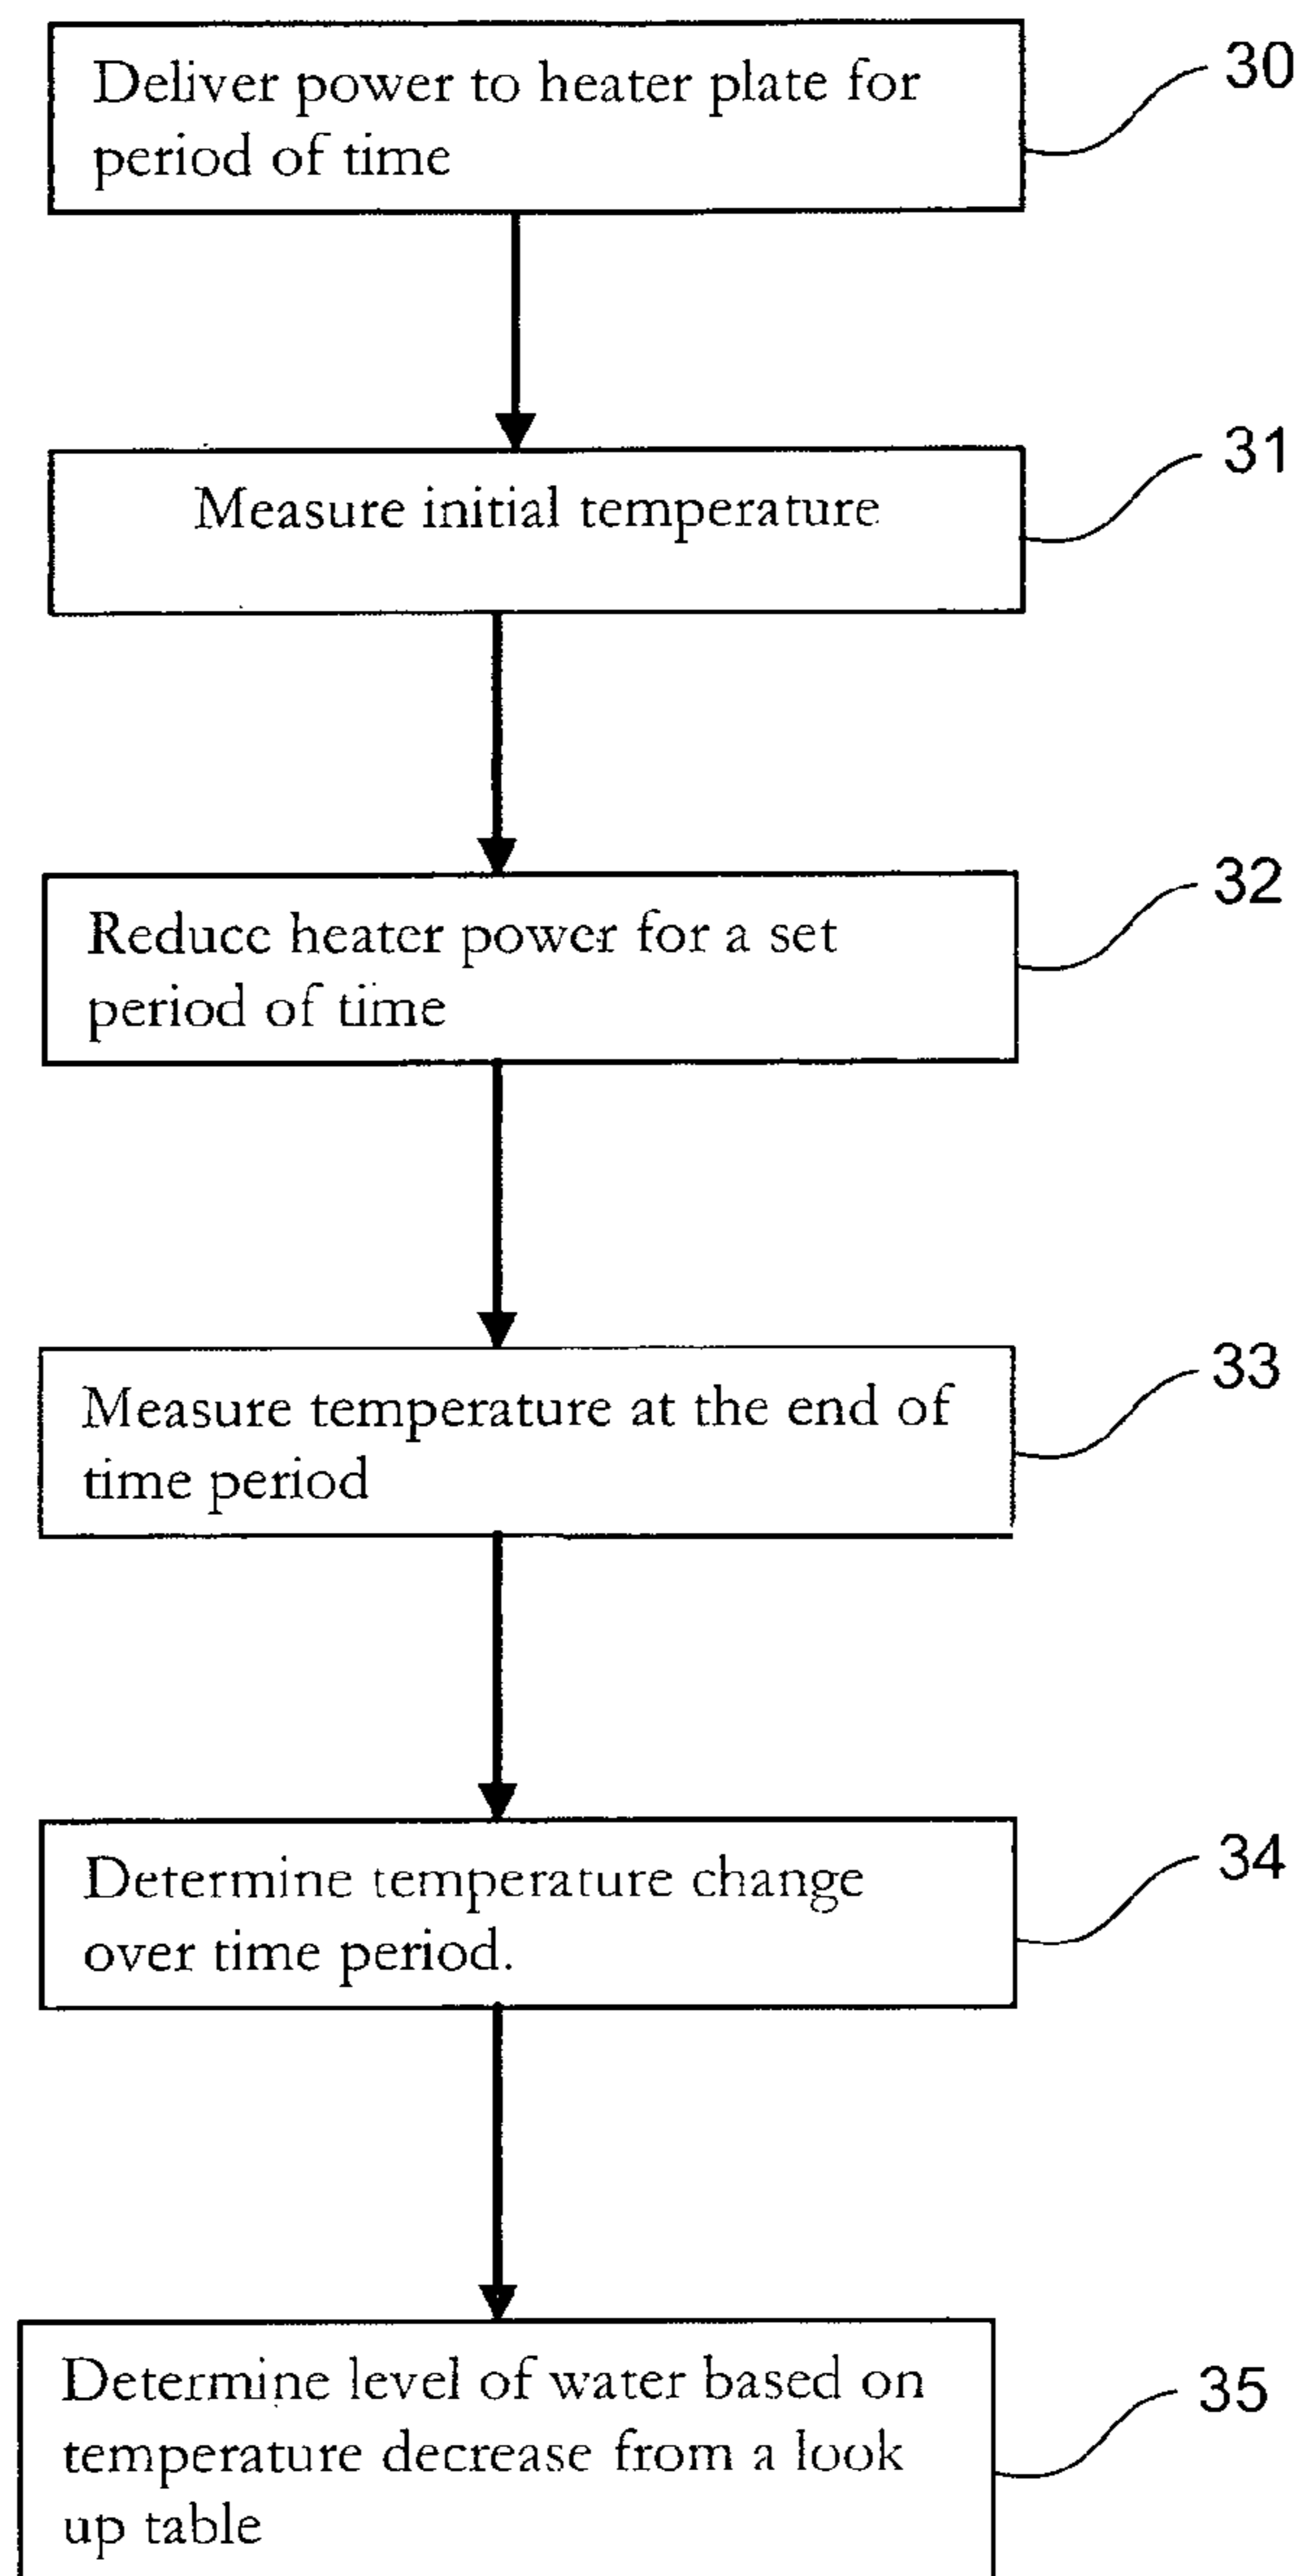 Deliver power to heater plate for
period of time
30
Measure initial temperature
31
Reduce heater power for a set
period of time
32
Measure temperature at the end of
time period
33
Determine temperature change
over time period.
34
Determine level of water based on
temperature decrease from a look
up table
35